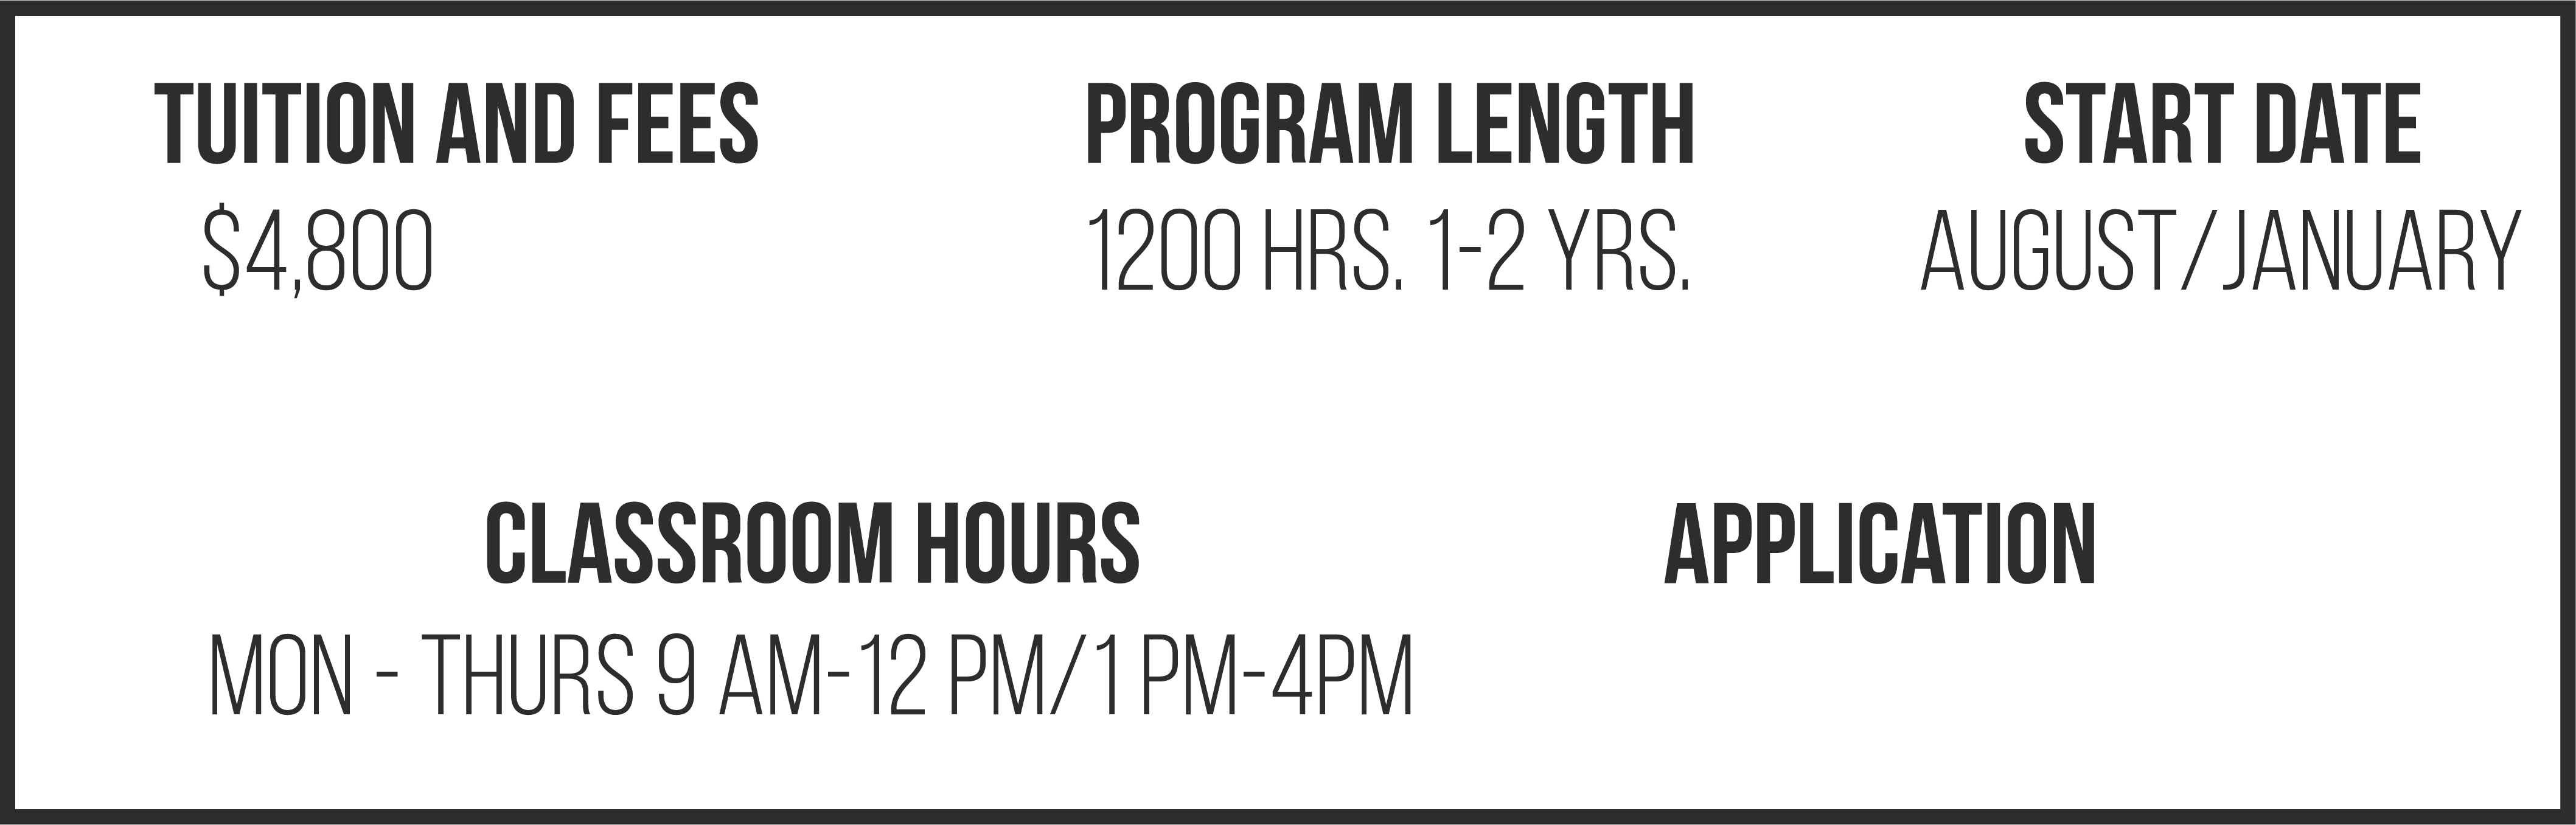 TUITION AND FEES
$4,800
PROGRAM LENGTH
1200 HRS. 1-2 YRS.
START DATE
AUGUST/JANUARY
CLASSROOM HOURS
MON - THURS 9 AM-12 PM/1 PM-4PM
APPLICATION